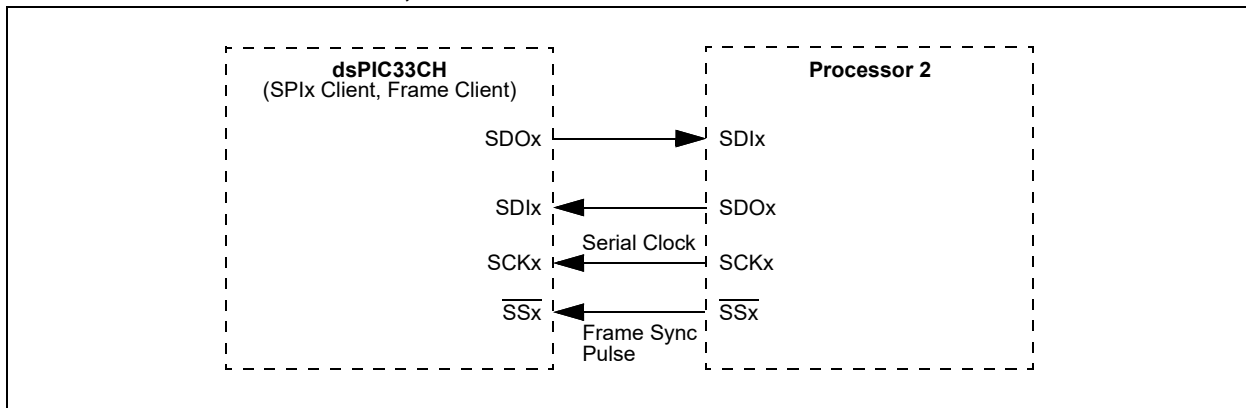 dsPIC33CH
(SPIx Client, Frame Client)
Processor 2
SDOx SDIx
SDIx SDOx
Serial Clock
SCKx SCKx
SSx SSx
Frame Sync
Pulse